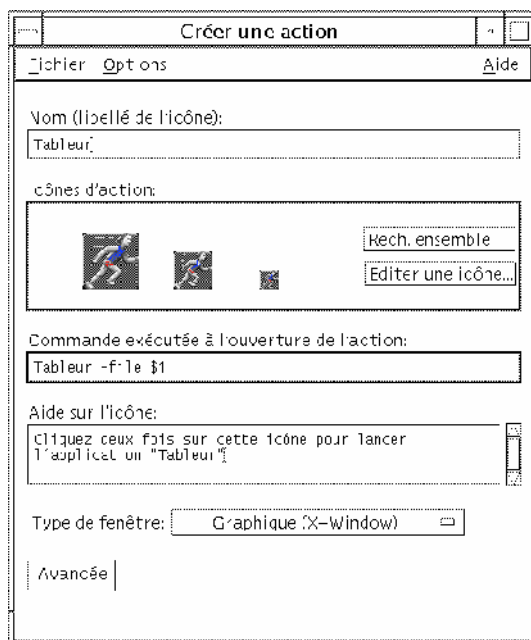 Créer une action
Fichier Options Aide
Nom (libellé de l'icône):
Tableur
Icônes d'action:
Rech. ensemble
Editer une icône...
Commande exécutée à l'ouverture de l'action:
Tableur -file $1
Aide sur l'icône:
Cliquez deux fois sur cette icône pour lancer
l'application "Tableur"
Type de fenêtre: Graphique (X-Window)
Avancée